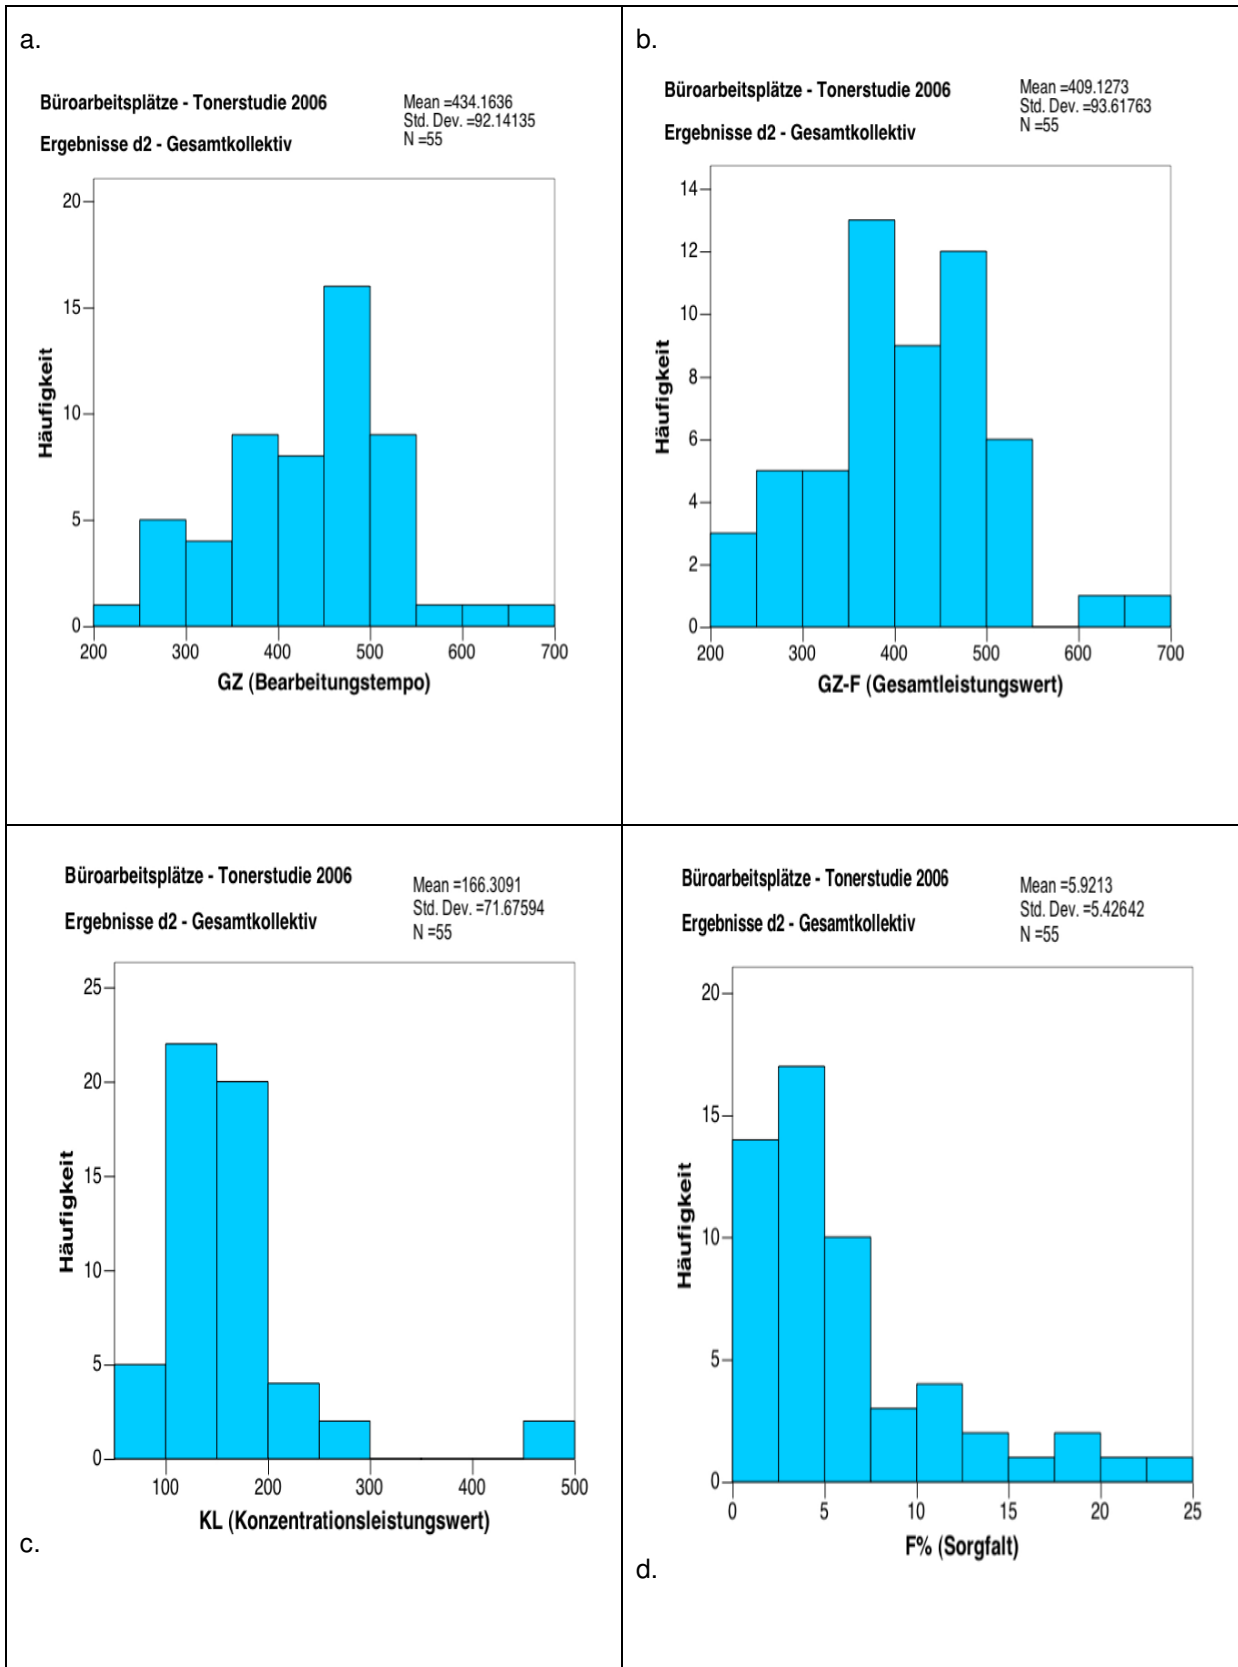 a.
Büroarbeitsplätze - Tonerstudie 2006
Ergebnisse d2 - Gesamtkollektiv
Mean =434.1636
Std. Dev. =92.14135
N =55
20
15
10
5
0
Häufigkeit
200 300 400 500 600 700
GZ (Bearbeitungstempo)
b.
Büroarbeitsplätze - Tonerstudie 2006
Ergebnisse d2 - Gesamtkollektiv
Mean =409.1273
Std. Dev. =93.61763
N =55
14
12
10
8
6
4
2
0
Häufigkeit
200 300 400 500 600 700
GZ-F (Gesamtleistungswert)
Büroarbeitsplätze - Tonerstudie 2006
Ergebnisse d2 - Gesamtkollektiv
Mean =166.3091
Std. Dev. =71.67594
N =55
25
20
15
10
5
0
Häufigkeit
100 200 300 400 500
KL (Konzentrationsleistungswert)
c.
Büroarbeitsplätze - Tonerstudie 2006
Ergebnisse d2 - Gesamtkollektiv
Mean =5.9213
Std. Dev. =5.42642
N =55
20
15
10
5
0
Häufigkeit
0 5 10 15 20 25
F% (Sorgfalt)
d.